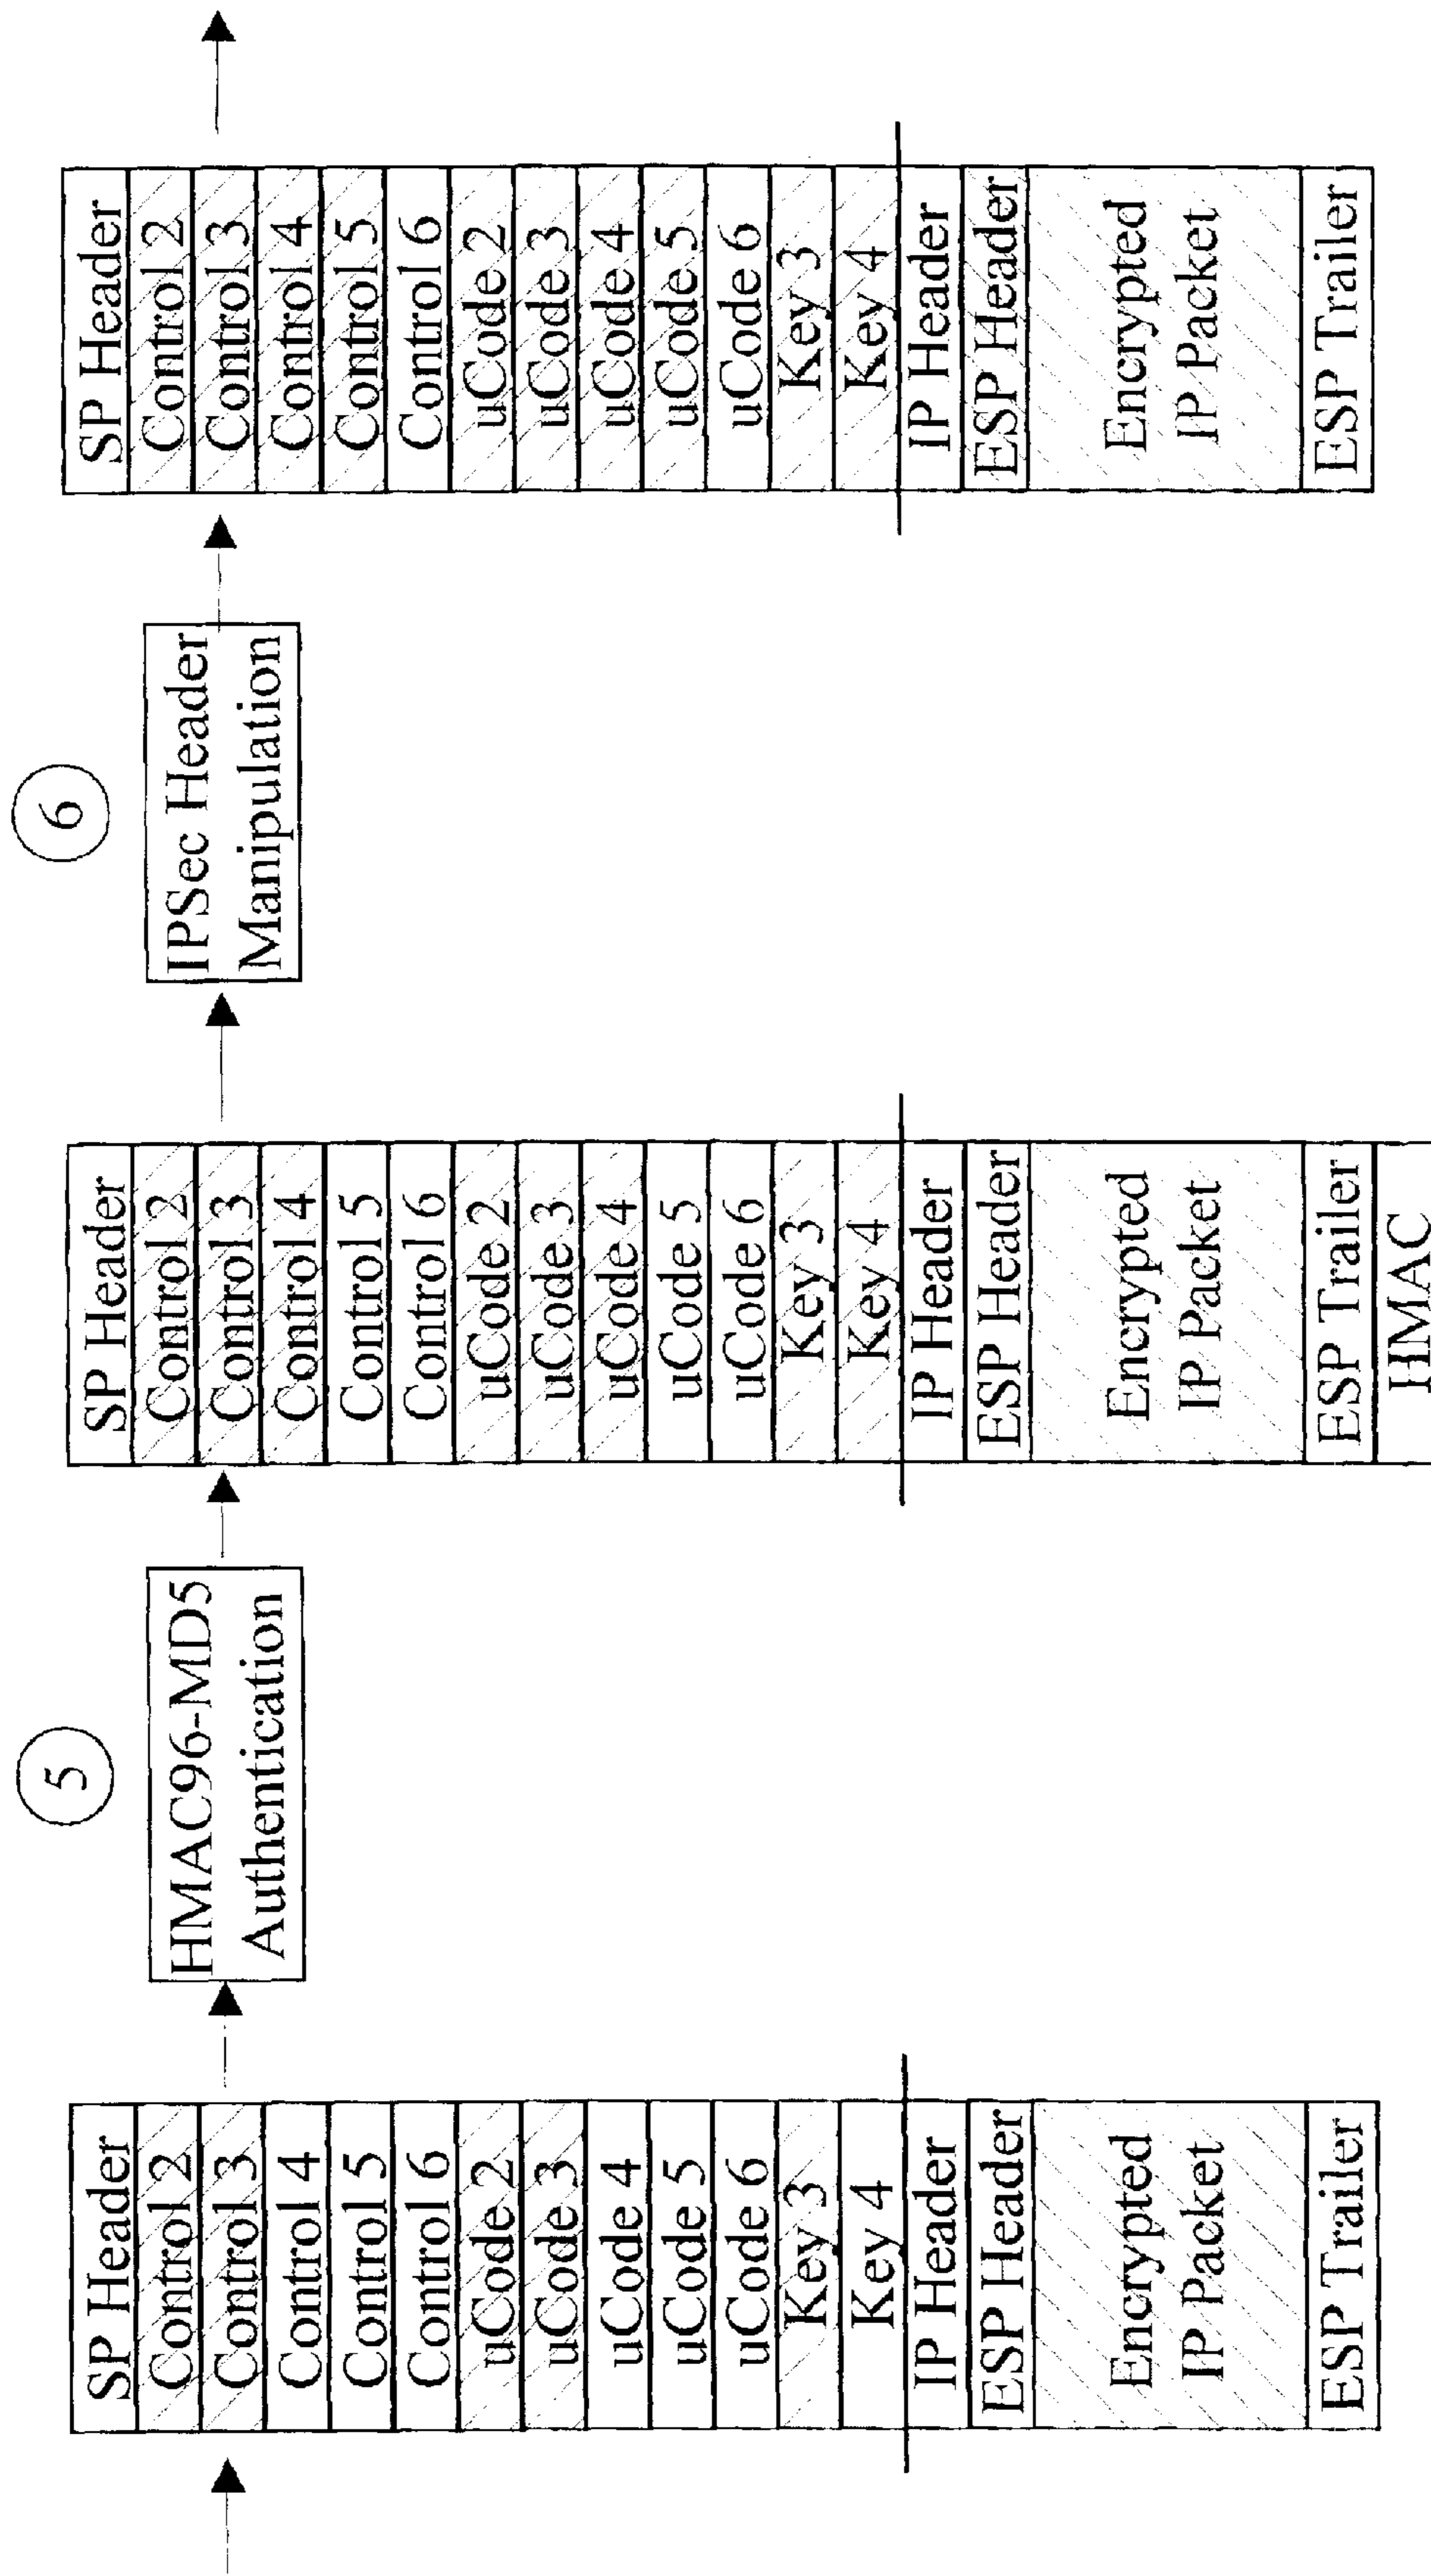 SP Header
Control 2
Control 3
Control 4
Control 5
Control 6
uCode 2
uCode 3
uCode 4
uCode 5
uCode 6
Key 3
Key 4
IP Header
ESP Header
Encrypted
IP Packet
ESP Trailer
5
HMAC96-MD5
Authentication
SP Header
Control 2
Control 3
Control 4
Control 5
Control 6
uCode 2
uCode 3
uCode 4
uCode 5
uCode 6
Key 3
Key 4
IP Header
ESP Header
Encrypted
IP Packet
ESP Trailer
HMAC
6
IPSec Header
Manipulation
SP Header
Control 2
Control 3
Control 4
Control 5
Control 6
uCode 2
uCode 3
uCode 4
uCode 5
uCode 6
Key 3
Key 4
IP Header
ESP Header
Encrypted
IP Packet
ESP Trailer